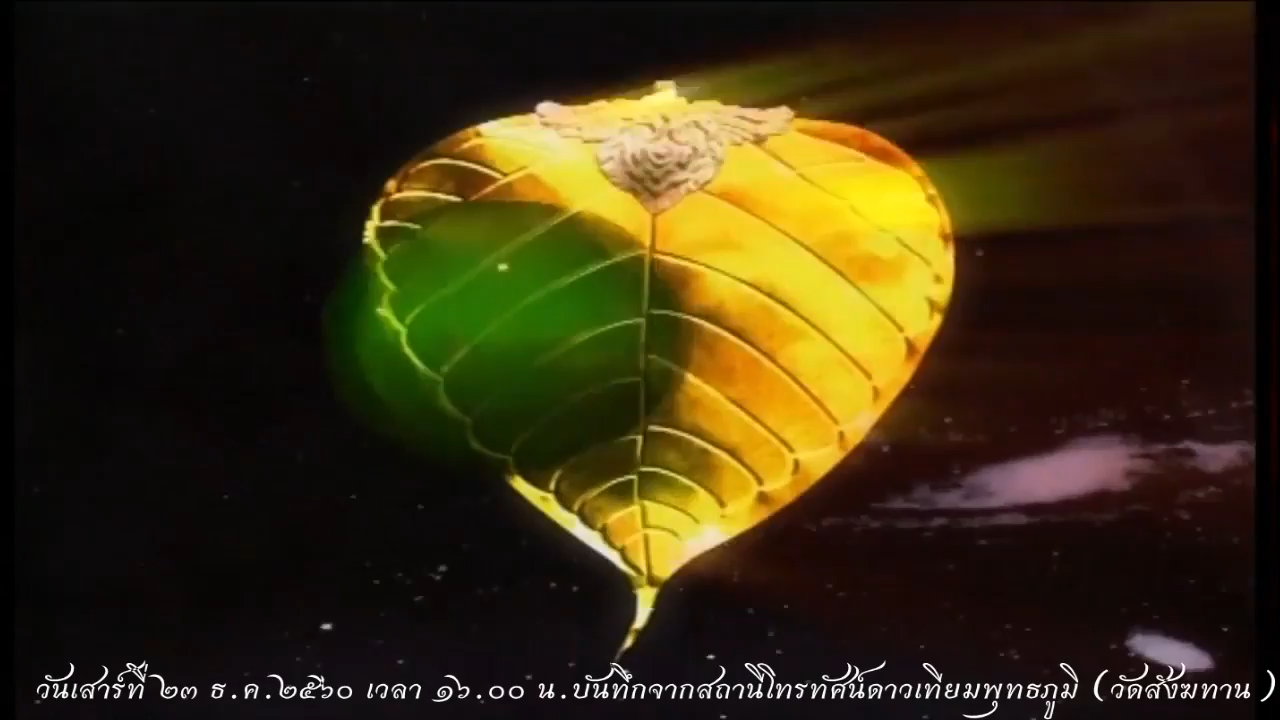 วันเสาร์ที่ ๒๓ ธ.ค.๒๕๖๐ เวลา ๑๖.๐๐ น.บันทึกจากสถานีโทรทัศน์ดาวเทียมพุทธภูมิ (วัดสังฆทาน )